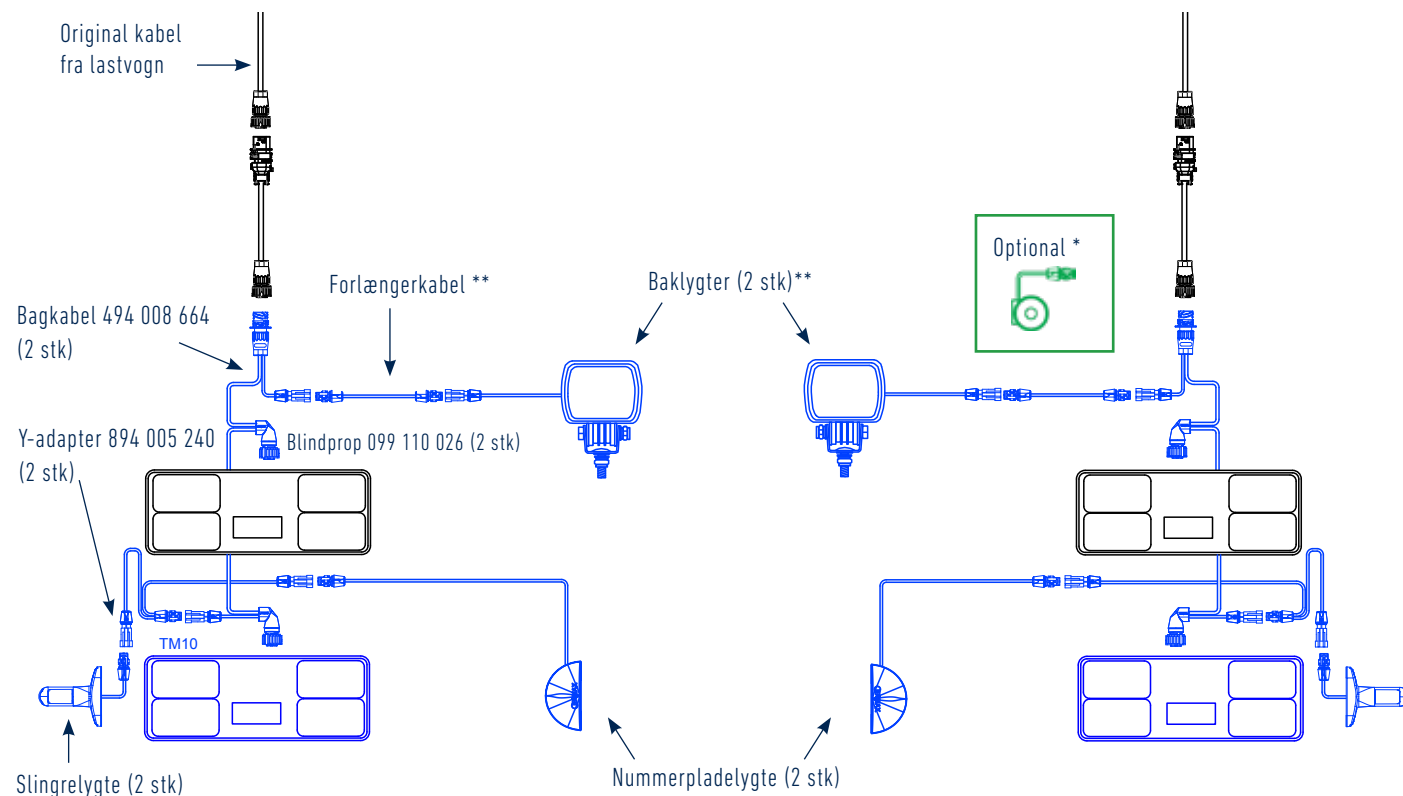 Original kabel
fra lastvogn
Optional *
Forlængerkabel **
Baklygter (2 stk)**
Bagkabel 494 008 664
(2 stk)
Y-adapter 894 005 240
(2 stk)
Blindprop 099 110 026 (2 stk)
TM10
Slingrelygte (2 stk)
Nummerpladelygte (2 stk)